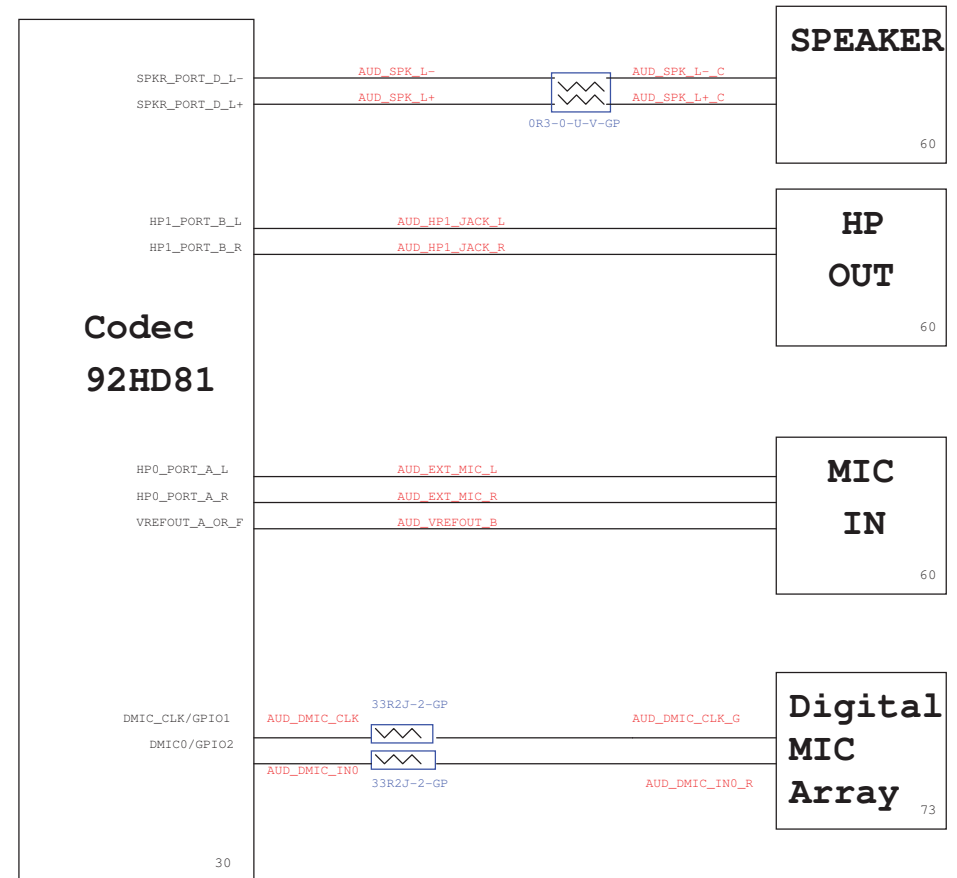 SPEAKER
SPKR_PORT_D_L- AUD_SPK_L- AUD_SPK_L-_C
SPKR_PORT_D_L+ AUD_SPK_L+ AUD_SPK_L+_C
0R3-0-U-V-GP
60
HP1_PORT_B_L AUD_HP1_JACK_L HP
HP1_PORT_B_R AUD_HP1_JACK_R
OUT
60
Codec
92HD81
HP0_PORT_A_L AUD_EXT_MIC_L MIC
HP0_PORT_A_R AUD_EXT_MIC_R
VREFOUT_A_OR_F AUD_VREFOUT_B IN
60
33R2J-2-GP
DMIC_CLK/GPIO1 AUD_DMIC_CLK AUD_DMIC_CLK_G Digital
DMIC0/GPIO2 MIC
AUD_DMIC_IN0
33R2J-2-GP AUD_DMIC_IN0_R Array
73
30